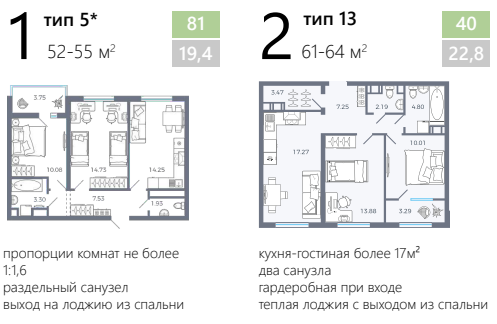 1 тип 5*
52-55 м²
81
19,4
3.75
10.08
14.73
14.25
3.30
7.53
1.93
пропорции комнат не более
1:1,6
раздельный санузел
выход на лоджию из спальни
2 тип 13
61-64 м²
40
22,8
3.47
7.25
2.19
4.80
17.27
10.01
13.88
3.29
кухня-гостиная более 17м²
два санузла
гардеробная при входе
теплая лоджия с выходом из спальни